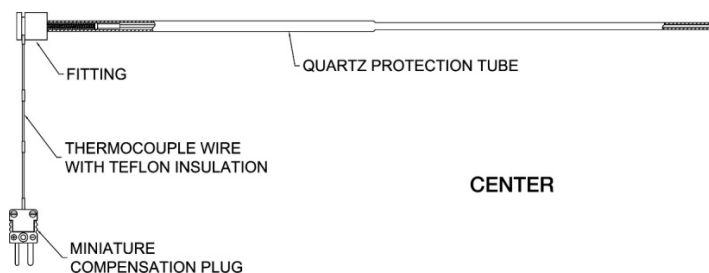 FITTING
QUARTZ PROTECTION TUBE
THERMOCOUPLE WIRE
WITH TEFLON INSULATION
CENTER
MINIATURE
COMPENSATION PLUG